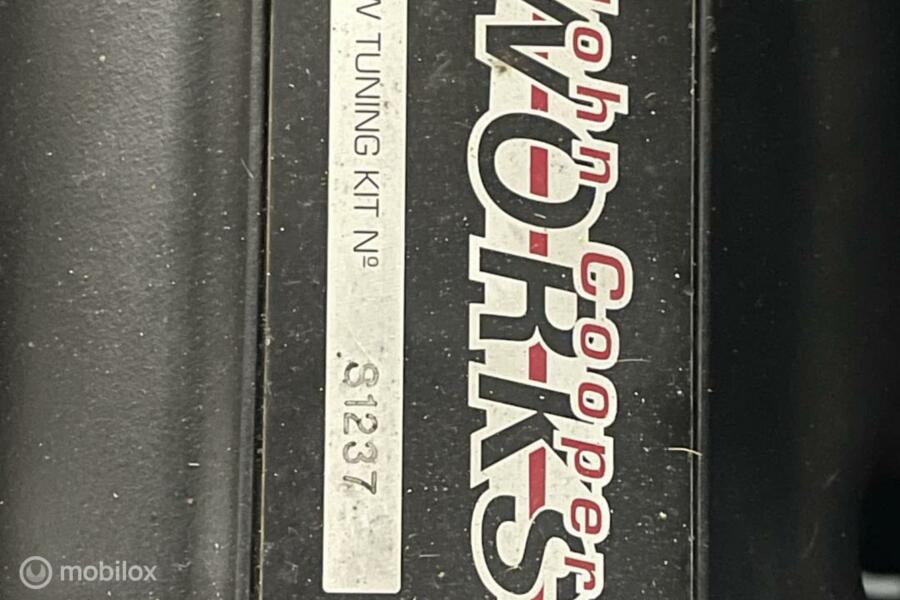 John Cooper
WORKS
W TUNING KIT Nº S1237
mobilox